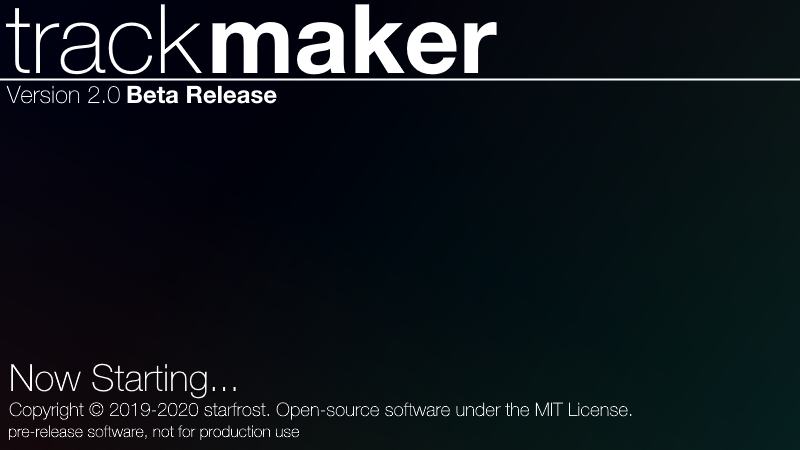 trackmaker
Version 2.0 Beta Release
Now Starting...
Copyright © 2019-2020 starfrost. Open-source software under the MIT License.
pre-release software, not for production use